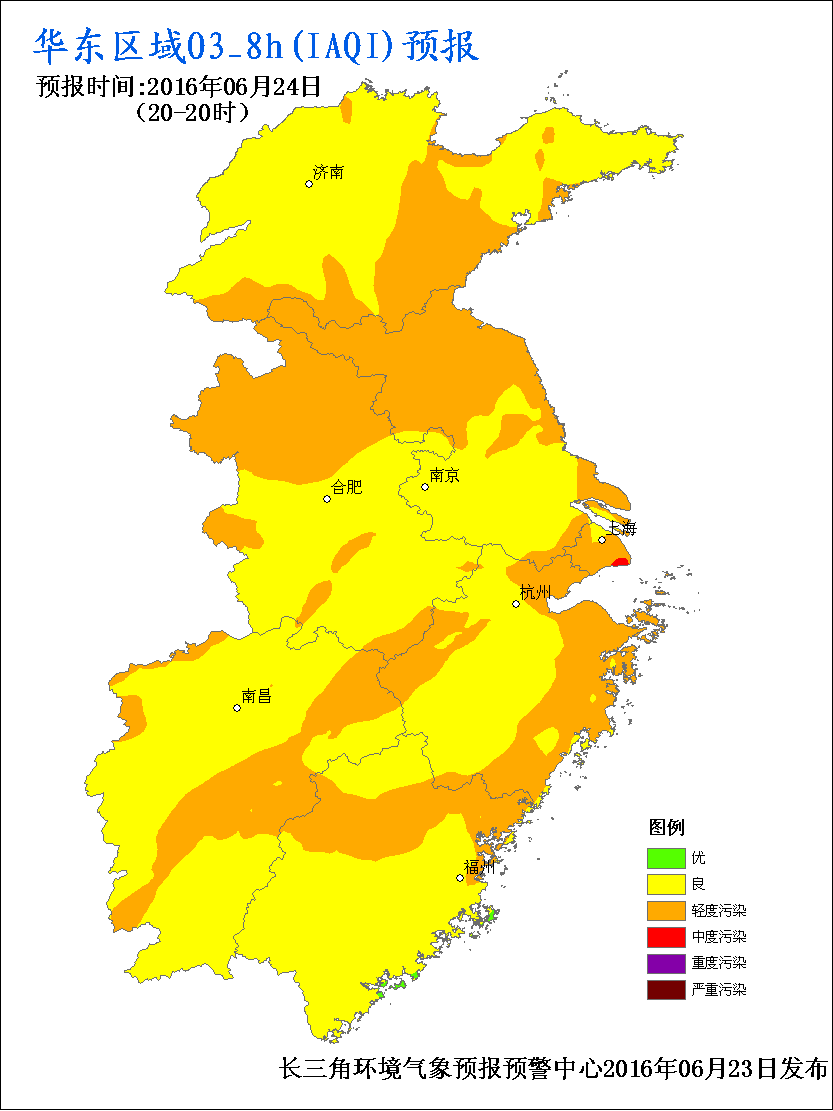 华东区域O3_8h(IAQI)预报
预报时间:2016年06月24日
(20-20时)
济南
南京
合肥
上海
杭州
南昌
福州
图例
优
良
轻度污染
中度污染
重度污染
严重污染
长三角环境气象预报预警中心2016年06月23日发布